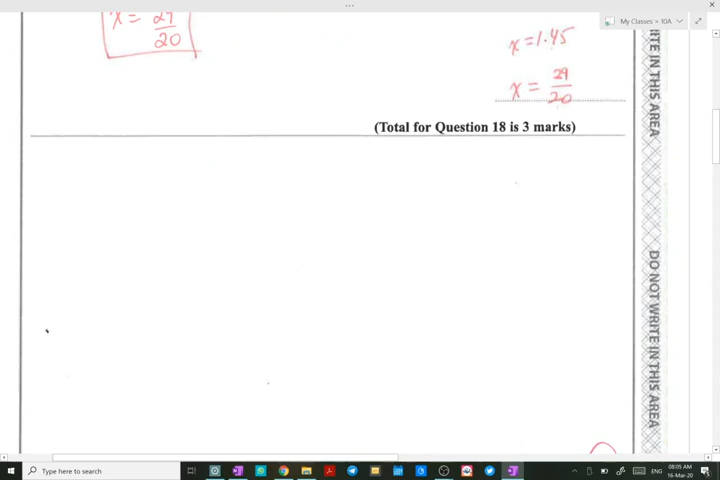 My Classes > 10A
x = 29/20
x = 1.45
x = 29/20
(Total for Question 18 is 3 marks)
ITE IN THIS AREA
DO NOT WRITE IN THIS AREA
Type here to search
ENG
08:05 AM
16-Mar-20